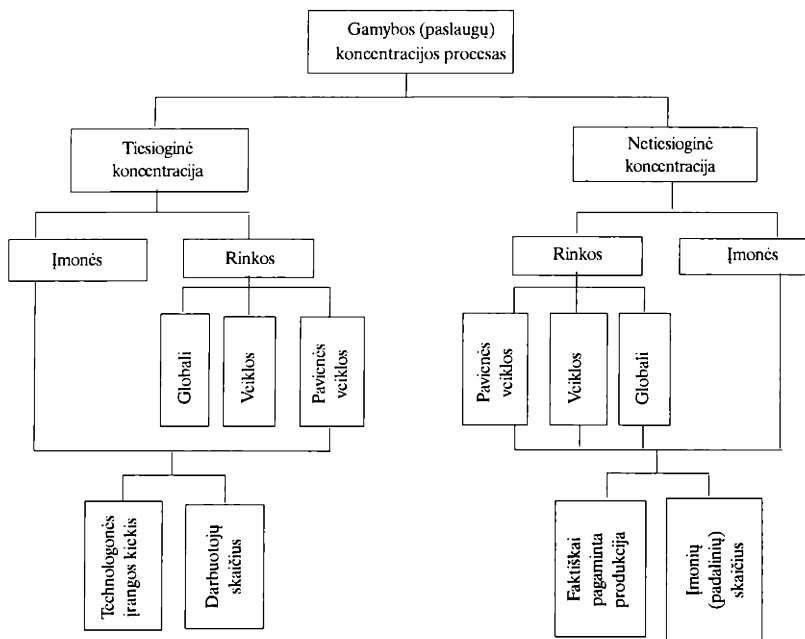 Gamybos (paslaugų)
koncentracijos procesas
Tiesioginė
koncentracija
Netiesioginė
koncentracija
Įmonės
Rinkos
Rinkos
Įmonės
Globali
Veiklos
Pavienės
veiklos
Pavienės
veiklos
Veiklos
Globali
Technologonės
įrangos kiekis
Darbuotojų
skaičius
Faktiškai
pagaminta
produkcija
Įmonių
(padalinių)
skaičius